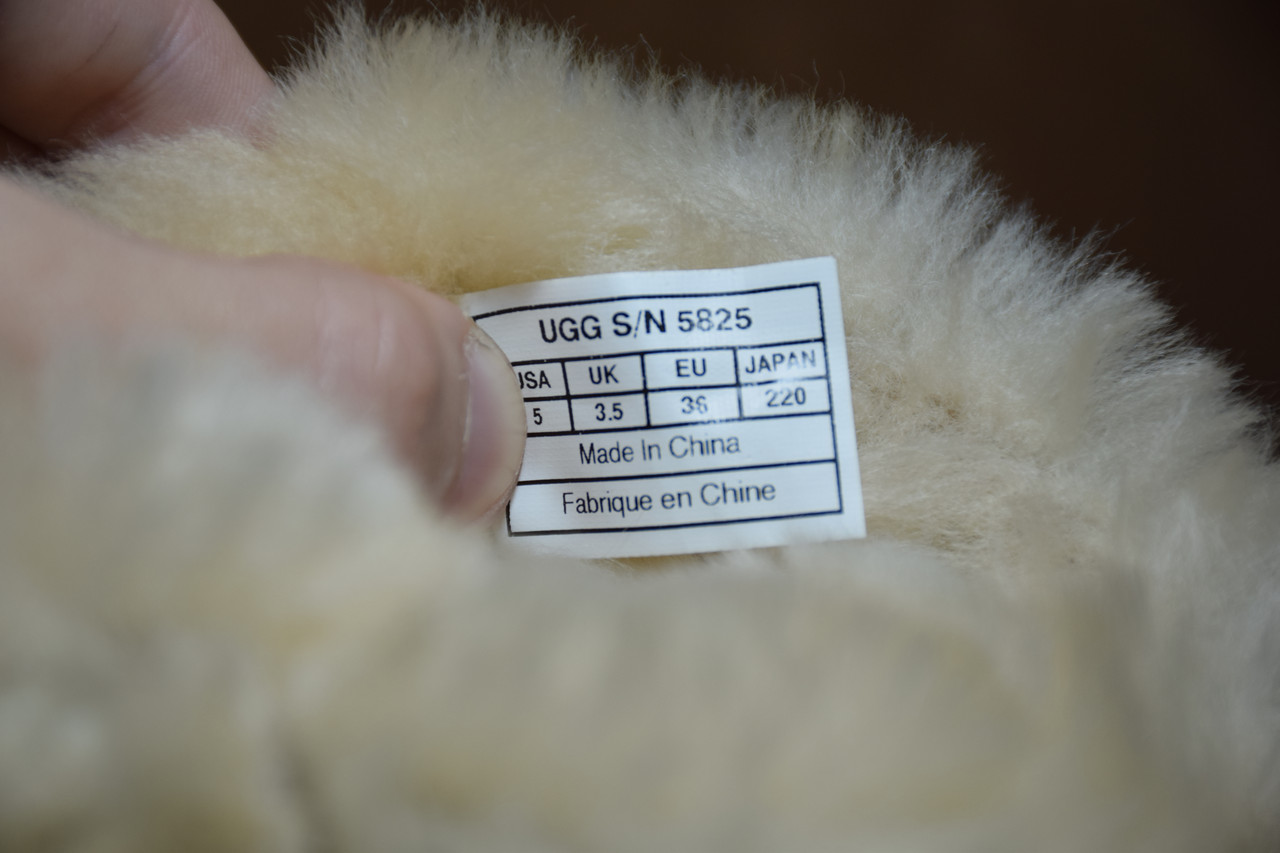 UGG S/N 5825
USA UK EU JAPAN
5 3.5 36 220
Made In China
Fabrique en Chine